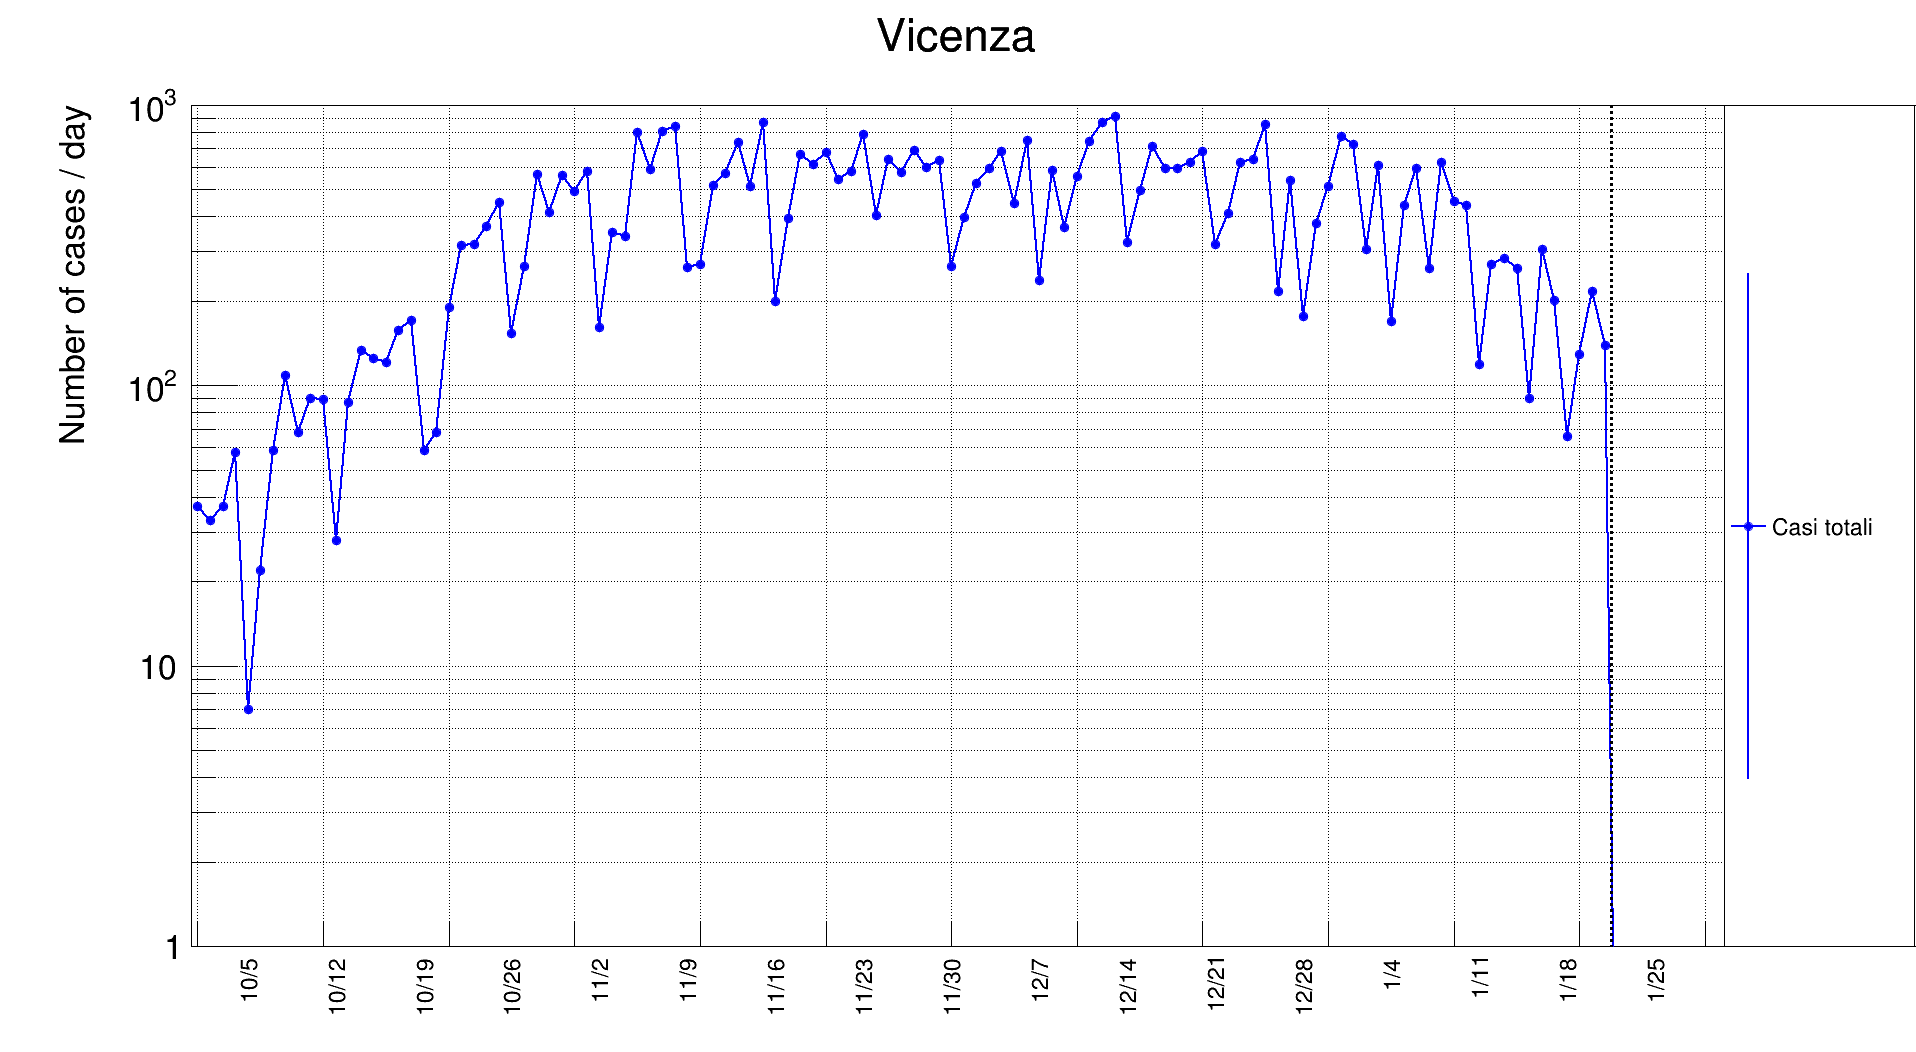 Vicenza
Number of cases / day
10³
10²
10
1
10/5 10/12 10/19 10/26 11/2 11/9 11/16 11/23 11/30 12/7 12/14 12/21 12/28 1/4 1/11 1/18 1/25
Casi totali